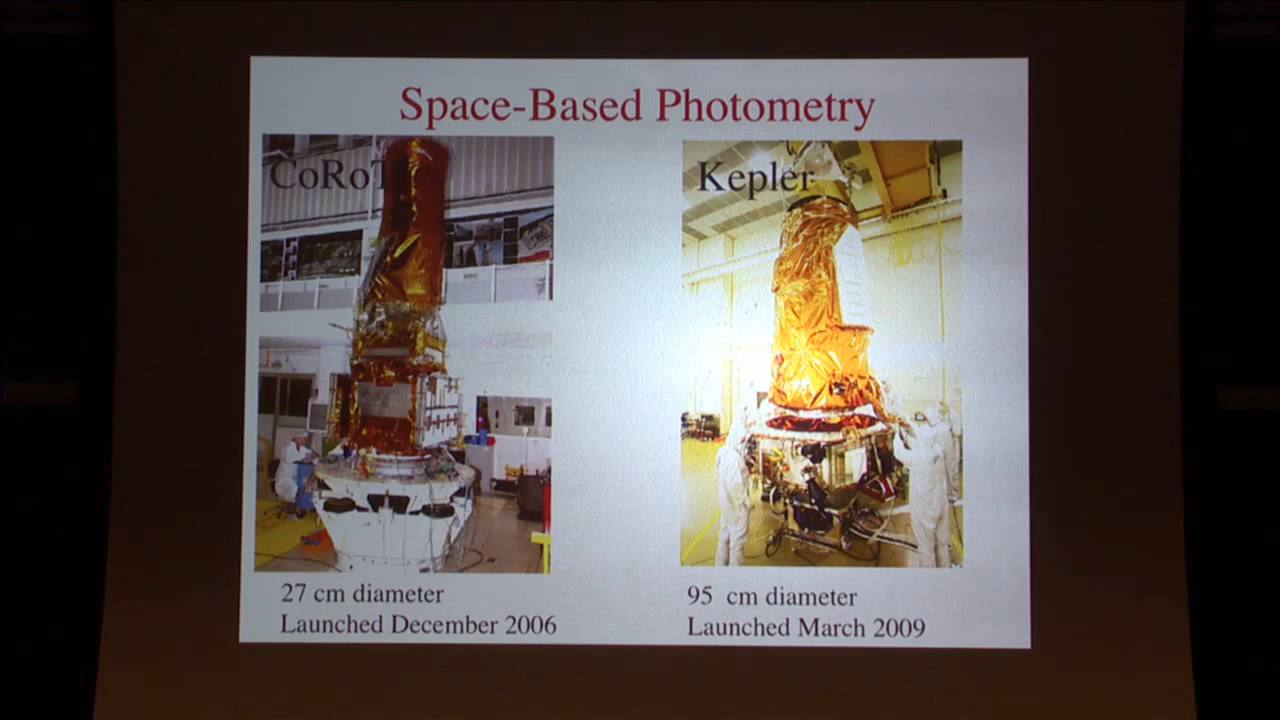 Space-Based Photometry
CoRoT
Kepler
27 cm diameter
Launched December 2006
95 cm diameter
Launched March 2009